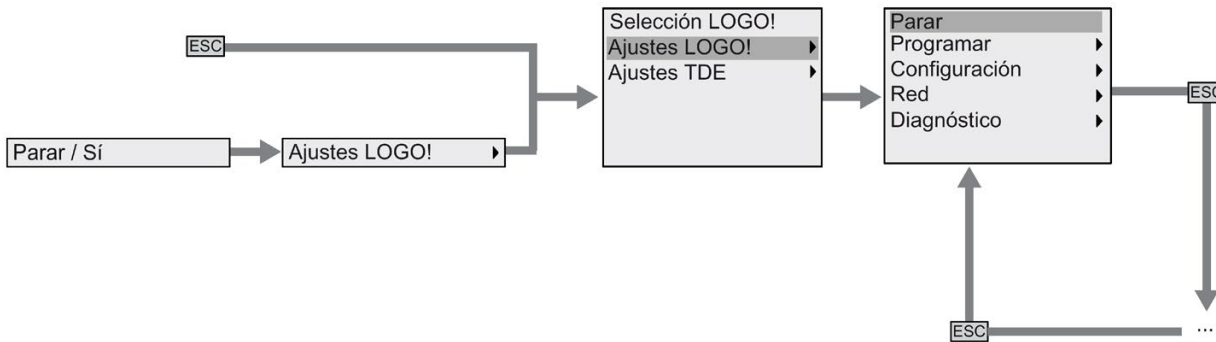 ESC
Parar / Sí
Ajustes LOGO!
Selección LOGO!
Ajustes LOGO!
Ajustes TDE
Parar
Programar
Configuración
Red
Diagnóstico
ESC
ESC
...